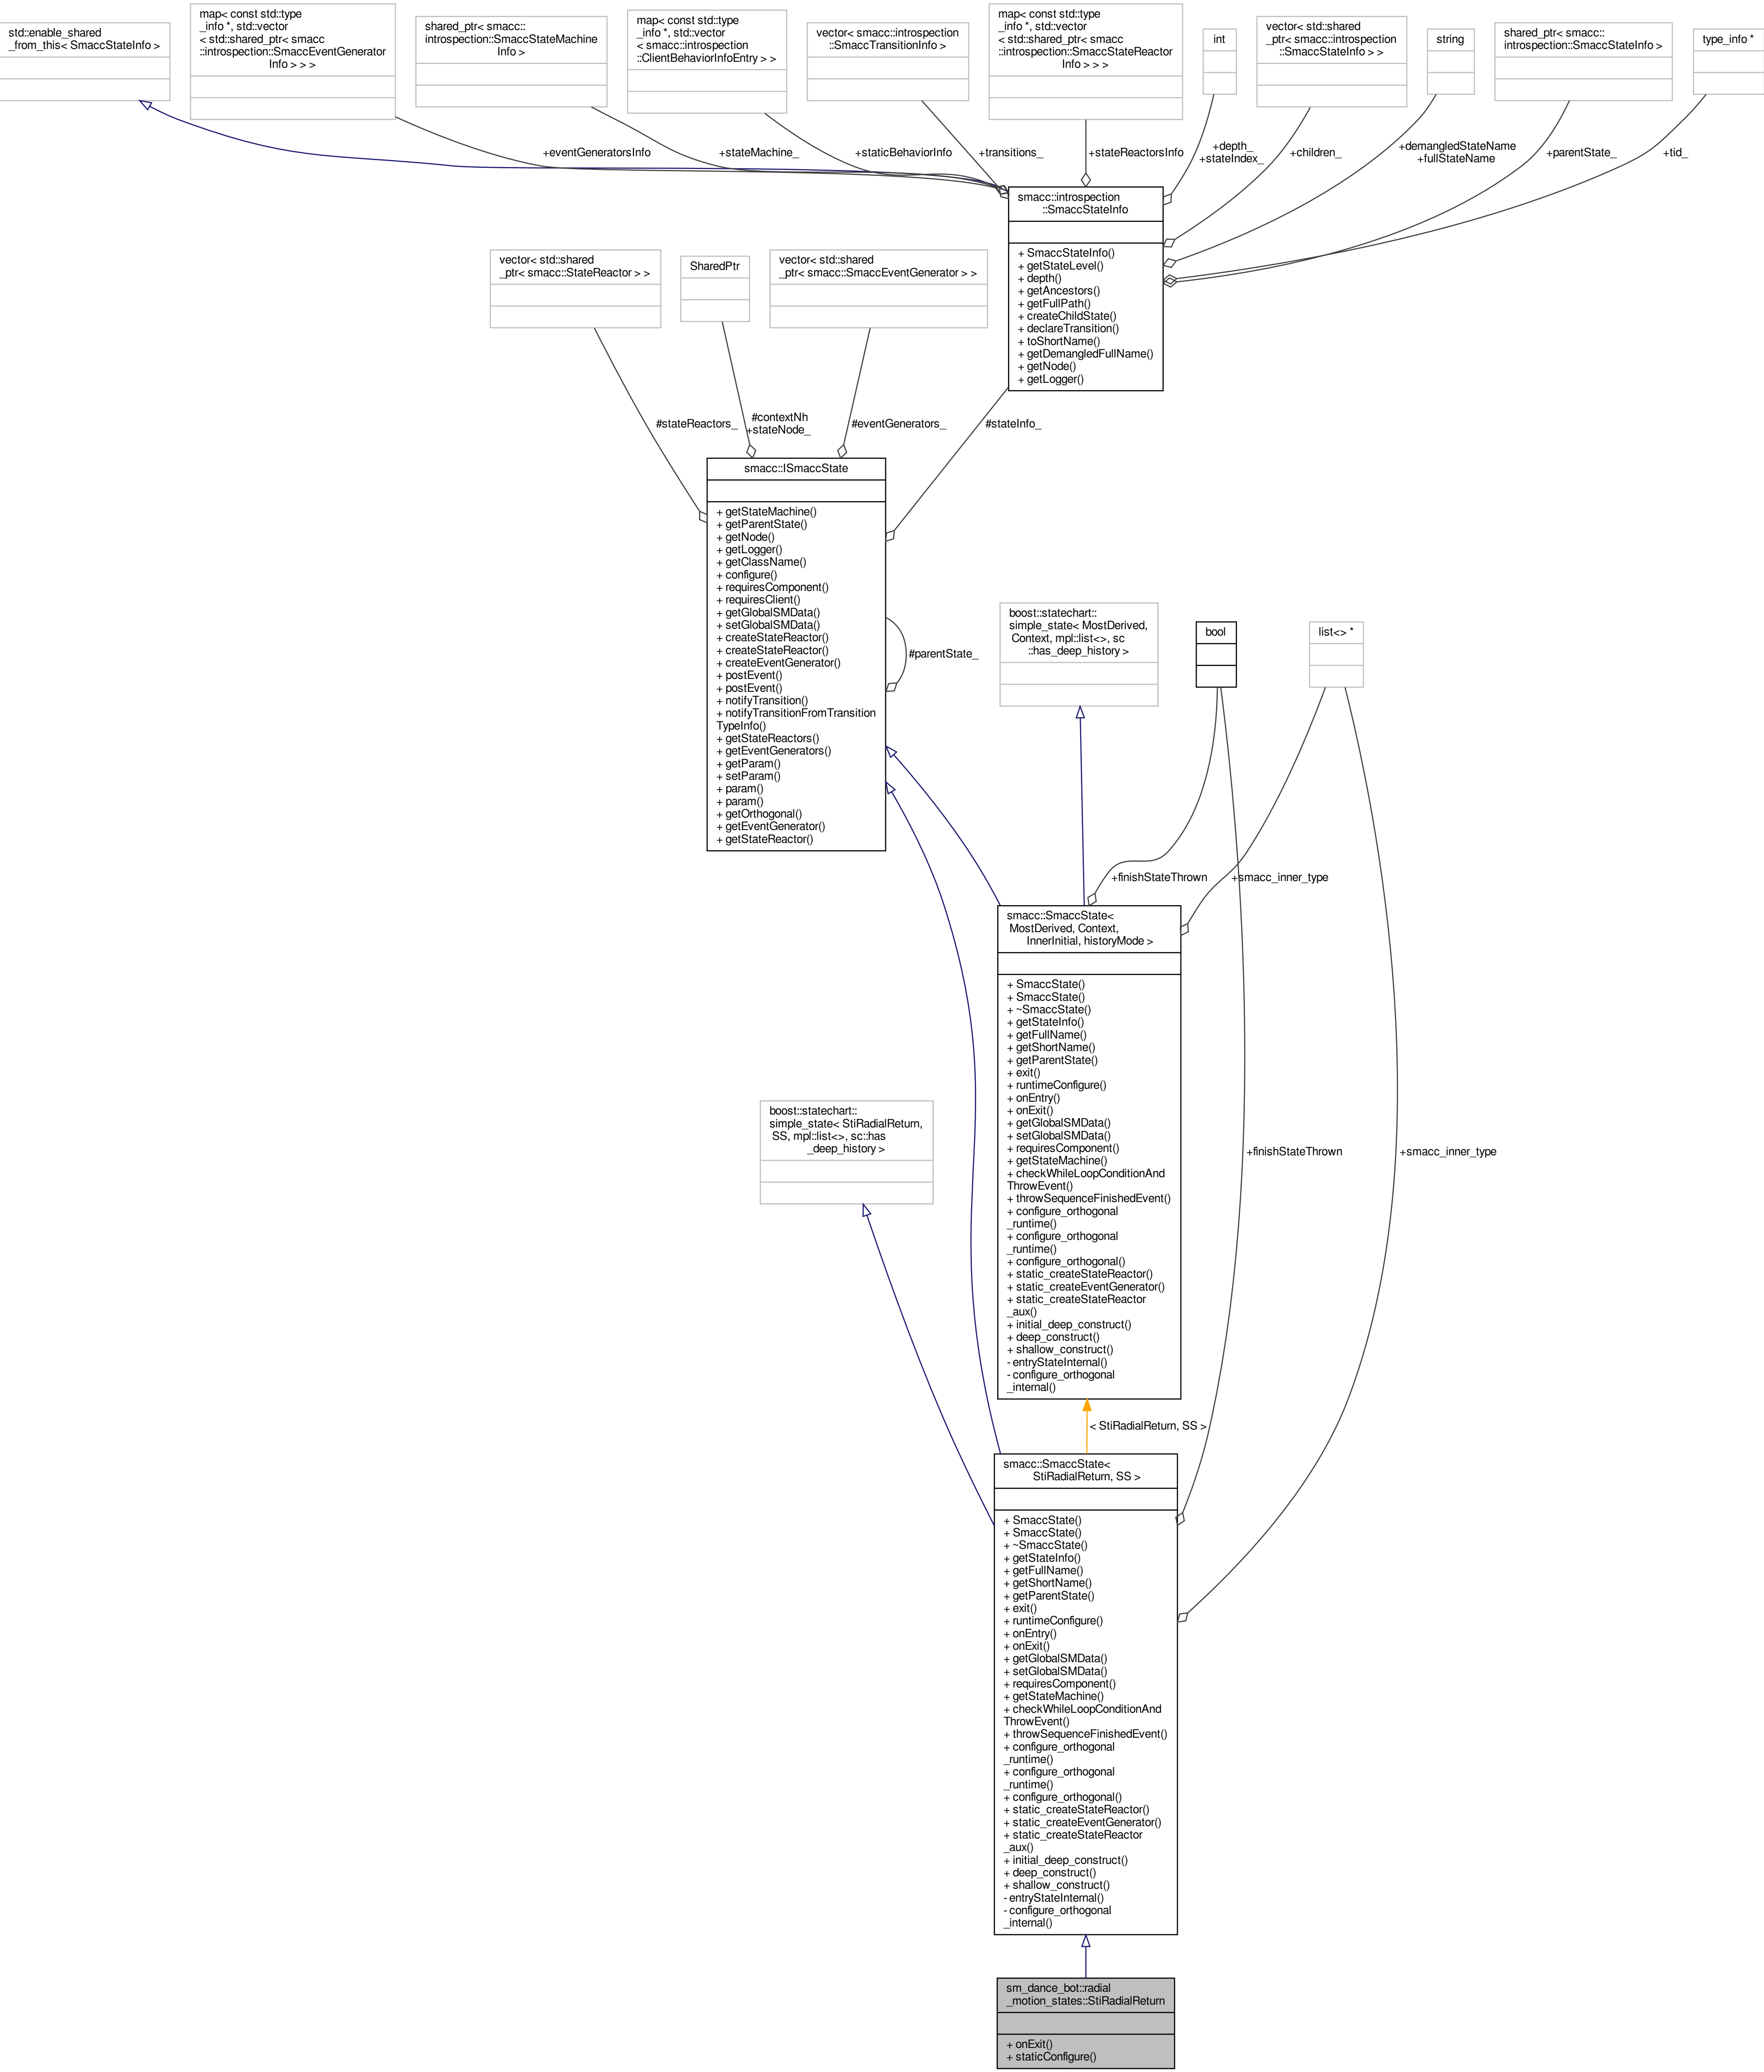 std::enable_shared
_from_this< SmaccStateInfo >
map< const std::type
_info *, std::vector
< std::shared_ptr< smacc
::introspection::SmaccEventGenerator
Info > > >
shared_ptr< smacc::
introspection::SmaccStateMachine
Info >
map< const std::type
_info *, std::vector
< smacc::introspection
::ClientBehaviorInfoEntry > >
vector< smacc::introspection
::SmaccTransitionInfo >
map< const std::type
_info *, std::vector
< std::shared_ptr< smacc
::introspection::SmaccStateReactor
Info > > >
int
vector< std::shared
_ptr< smacc::introspection
::SmaccStateInfo > >
string
shared_ptr< smacc::
introspection::SmaccStateInfo >
type_info *
+eventGeneratorsInfo
+stateMachine_
+staticBehaviorInfo
+transitions_
+stateReactorsInfo
+depth_
+stateIndex_
+children_
+demangledStateName
+fullStateName
+parentState_
+tid_
smacc::introspection
::SmaccStateInfo
+ SmaccStateInfo()
+ getStateLevel()
+ depth()
+ getAncestors()
+ getFullPath()
+ createChildState()
+ declareTransition()
+ toShortName()
+ getDemangledFullName()
+ getNode()
+ getLogger()
vector< std::shared
_ptr< smacc::StateReactor > >
SharedPtr
vector< std::shared
_ptr< smacc::SmaccEventGenerator > >
#stateReactors_
#contextNh
+stateNode_
#eventGenerators_
#stateInfo_
smacc::ISmaccState
+ getStateMachine()
+ getParentState()
+ getNode()
+ getLogger()
+ getClassName()
+ configure()
+ requiresComponent()
+ requiresClient()
+ getGlobalSMData()
+ setGlobalSMData()
+ createStateReactor()
+ createStateReactor()
+ createEventGenerator()
+ postEvent()
+ postEvent()
+ notifyTransition()
+ notifyTransitionFromTransition
TypeInfo()
+ getStateReactors()
+ getEventGenerators()
+ getParam()
+ setParam()
+ param()
+ param()
+ getOrthogonal()
+ getEventGenerator()
+ getStateReactor()
#parentState_
boost::statechart::
simple_state< MostDerived,
Context, mpl::list<>, sc
::has_deep_history >
bool
list<> *
+finishStateThrown
+smacc_inner_type
smacc::SmaccState<
MostDerived, Context,
InnerInitial, historyMode >
+ SmaccState()
+ SmaccState()
+ ~SmaccState()
+ getStateInfo()
+ getFullName()
+ getShortName()
+ getParentState()
+ exit()
+ runtimeConfigure()
+ onEntry()
+ onExit()
+ getGlobalSMData()
+ setGlobalSMData()
+ requiresComponent()
+ getStateMachine()
+ checkWhileLoopConditionAnd
ThrowEvent()
+ throwSequenceFinishedEvent()
+ configure_orthogonal
_runtime()
+ configure_orthogonal
_runtime()
+ configure_orthogonal()
+ static_createStateReactor()
+ static_createEventGenerator()
+ static_createStateReactor
_aux()
+ initial_deep_construct()
+ deep_construct()
+ shallow_construct()
- entryStateInternal()
- configure_orthogonal
_internal()
boost::statechart::
simple_state< StiRadialReturn,
SS, mpl::list<>, sc::has
_deep_history >
+finishStateThrown
+smacc_inner_type
< StiRadialReturn, SS >
smacc::SmaccState<
StiRadialReturn, SS >
+ SmaccState()
+ SmaccState()
+ ~SmaccState()
+ getStateInfo()
+ getFullName()
+ getShortName()
+ getParentState()
+ exit()
+ runtimeConfigure()
+ onEntry()
+ onExit()
+ getGlobalSMData()
+ setGlobalSMData()
+ requiresComponent()
+ getStateMachine()
+ checkWhileLoopConditionAnd
ThrowEvent()
+ throwSequenceFinishedEvent()
+ configure_orthogonal
_runtime()
+ configure_orthogonal
_runtime()
+ configure_orthogonal()
+ static_createStateReactor()
+ static_createEventGenerator()
+ static_createStateReactor
_aux()
+ initial_deep_construct()
+ deep_construct()
+ shallow_construct()
- entryStateInternal()
- configure_orthogonal
_internal()
sm_dance_bot::radial
_motion_states::StiRadialReturn
+ onExit()
+ staticConfigure()